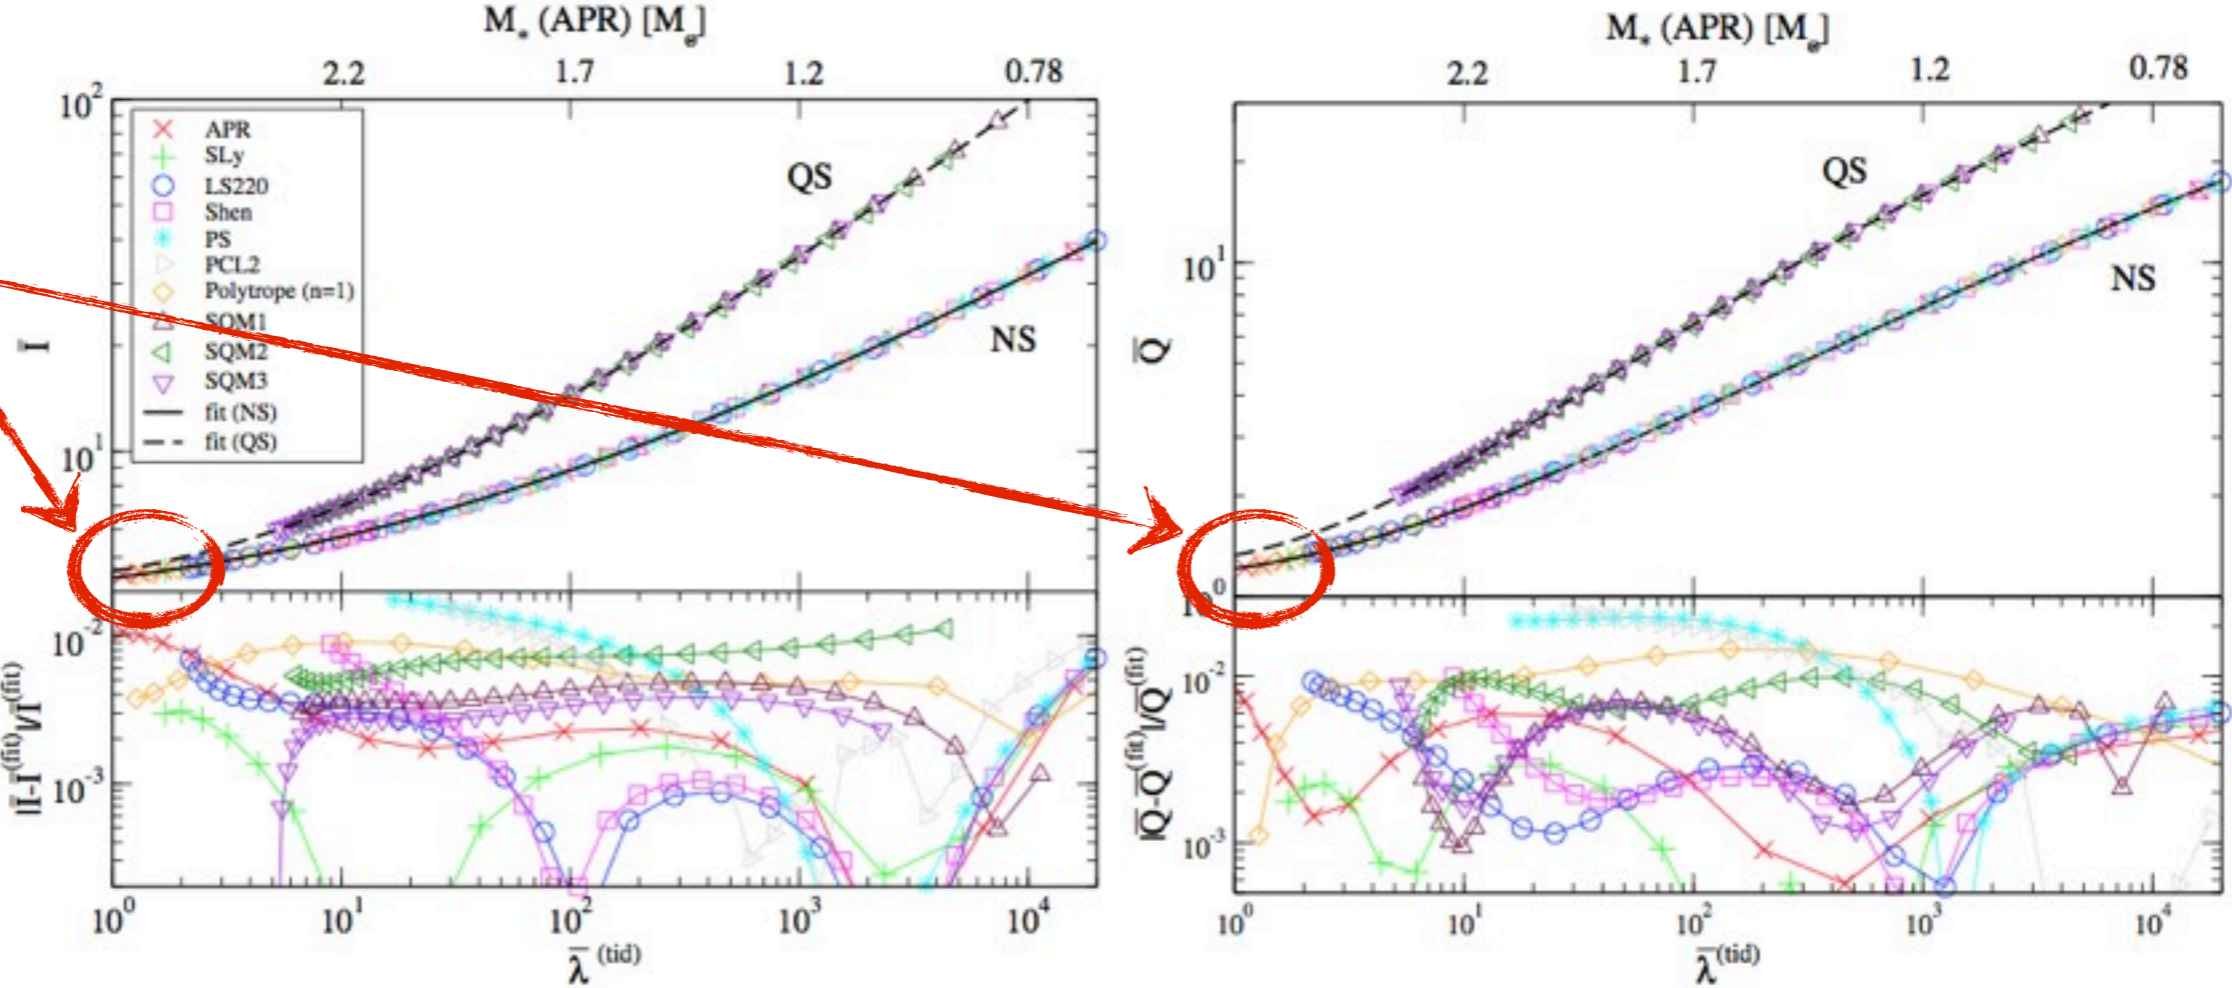 M* (APR) [M⊙]
2.2 1.7 1.2 0.78
10²
APR
SLy
LS220
Shen
PS
PCL2
Polytrope (n=1)
SQM1
SQM2
SQM3
fit (NS)
fit (QS)
QS
NS
Ī
10¹
10⁻²
10⁻³
|Ī-Ī^(fit)|/Ī^(fit)
10⁰ 10¹ 10² 10³ 10⁴
λ̄^(tid)
M* (APR) [M⊙]
2.2 1.7 1.2 0.78
QS
NS
Q̄
10¹
10⁰
10⁻²
10⁻³
|Q̄-Q̄^(fit)|/Q̄^(fit)
10⁰ 10¹ 10² 10³ 10⁴
λ̄^(tid)